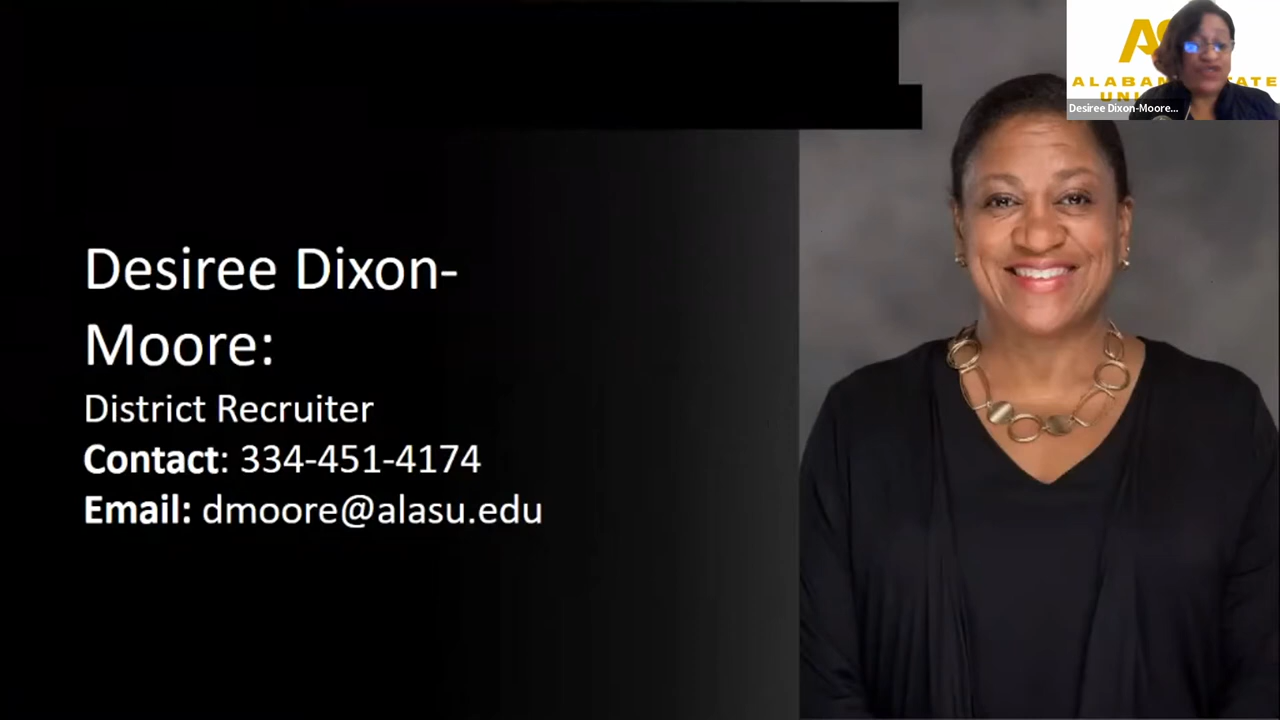 Desiree Dixon-
Moore:
District Recruiter
Contact: 334-451-4174
Email: dmoore@alasu.edu
Desiree Dixon-Moore...